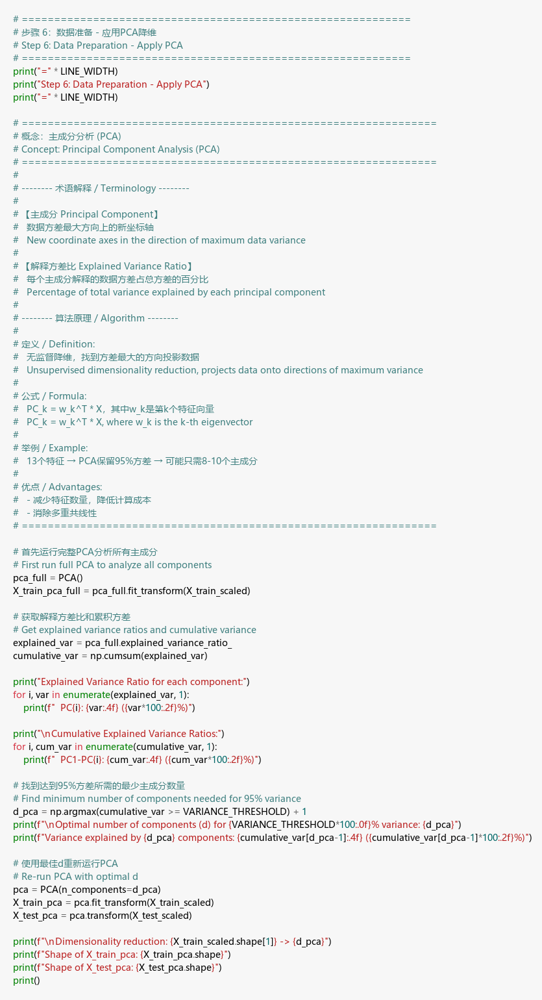 # ============================================================
# 步骤 6：数据准备 - 应用PCA降维
# Step 6: Data Preparation - Apply PCA
# ============================================================
print("=" * LINE_WIDTH)
print("Step 6: Data Preparation - Apply PCA")
print("=" * LINE_WIDTH)

# ================================================================
# 概念：主成分分析 (PCA)
# Concept: Principal Component Analysis (PCA)
# ================================================================
#
# -------- 术语解释 / Terminology --------
#
# 【主成分 Principal Component】
#   数据方差最大方向上的新坐标轴
#   New coordinate axes in the direction of maximum data variance
#
# 【解释方差比 Explained Variance Ratio】
#   每个主成分解释的数据方差占总方差的百分比
#   Percentage of total variance explained by each principal component
#
# -------- 算法原理 / Algorithm --------
#
# 定义 / Definition:
#   无监督降维，找到方差最大的方向投影数据
#   Unsupervised dimensionality reduction, projects data onto directions of maximum variance
#
# 公式 / Formula:
#   PC_k = w_k^T * X，其中w_k是第k个特征向量
#   PC_k = w_k^T * X, where w_k is the k-th eigenvector
#
# 举例 / Example:
#   13个特征 → PCA保留95%方差 → 可能只需8-10个主成分
#
# 优点 / Advantages:
#   - 减少特征数量，降低计算成本
#   - 消除多重共线性
# ================================================================

# 首先运行完整PCA分析所有主成分
# First run full PCA to analyze all components
pca_full = PCA()
X_train_pca_full = pca_full.fit_transform(X_train_scaled)

# 获取解释方差比和累积方差
# Get explained variance ratios and cumulative variance
explained_var = pca_full.explained_variance_ratio_
cumulative_var = np.cumsum(explained_var)

print("Explained Variance Ratio for each component:")
for i, var in enumerate(explained_var, 1):
    print(f"  PC{i}: {var:.4f} ({var*100:.2f}%)")

print("\nCumulative Explained Variance Ratios:")
for i, cum_var in enumerate(cumulative_var, 1):
    print(f"  PC1-PC{i}: {cum_var:.4f} ({cum_var*100:.2f}%)")

# 找到达到95%方差所需的最少主成分数量
# Find minimum number of components needed for 95% variance
d_pca = np.argmax(cumulative_var >= VARIANCE_THRESHOLD) + 1
print(f"\nOptimal number of components (d) for {VARIANCE_THRESHOLD*100:.0f}% variance: {d_pca}")
print(f"Variance explained by {d_pca} components: {cumulative_var[d_pca-1]:.4f} ({cumulative_var[d_pca-1]*100:.2f}%)")

# 使用最佳d重新运行PCA
# Re-run PCA with optimal d
pca = PCA(n_components=d_pca)
X_train_pca = pca.fit_transform(X_train_scaled)
X_test_pca = pca.transform(X_test_scaled)

print(f"\nDimensionality reduction: {X_train_scaled.shape[1]} -> {d_pca}")
print(f"Shape of X_train_pca: {X_train_pca.shape}")
print(f"Shape of X_test_pca: {X_test_pca.shape}")
print()